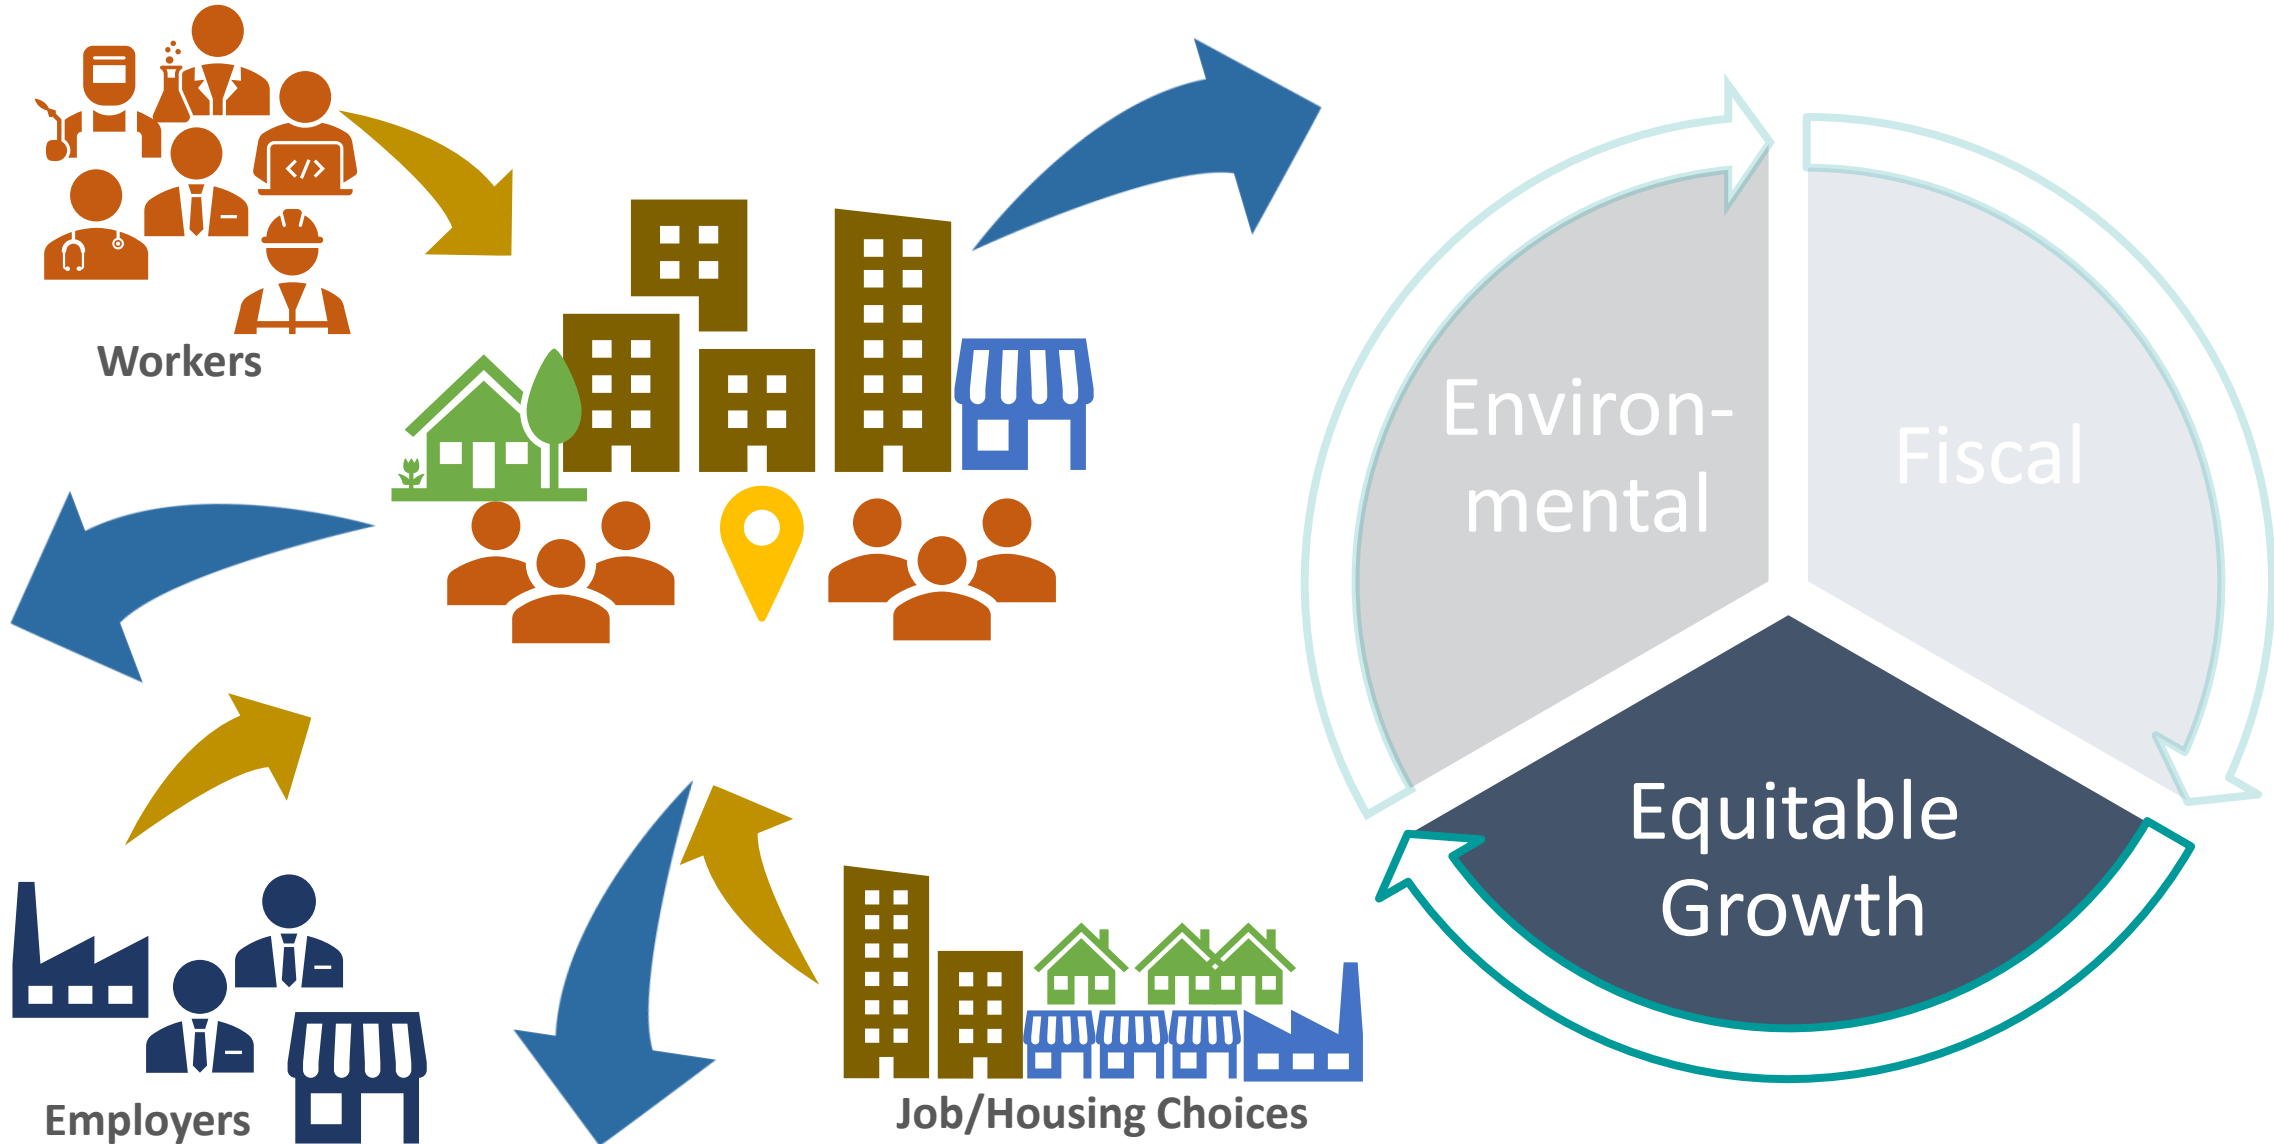 </>
Workers
Environ-
mental
Fiscal
Equitable
Growth
Employers
Job/Housing Choices